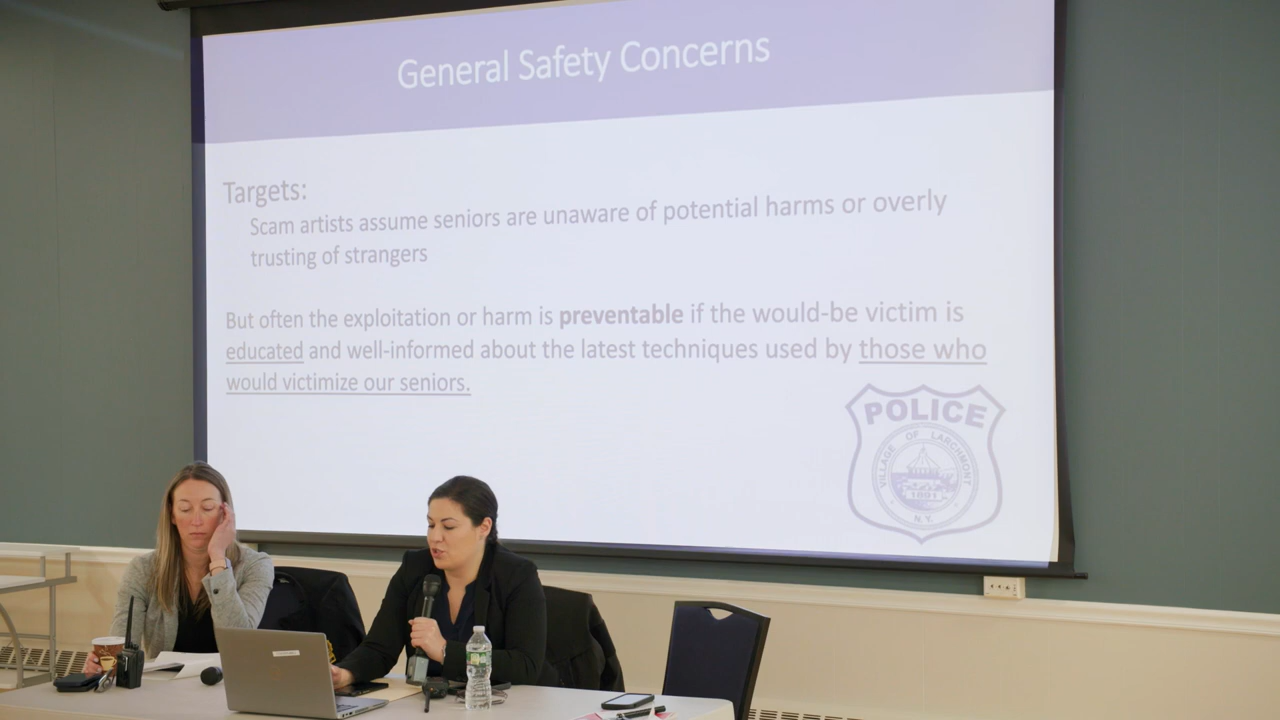 General Safety Concerns
Targets:
Scam artists assume seniors are unaware of potential harms or overly
trusting of strangers
But often the exploitation or harm is preventable if the would-be victim is
educated and well-informed about the latest techniques used by those who
would victimize our seniors.
POLICE
VILLAGE OF LARCHMONT
1891
N.Y.